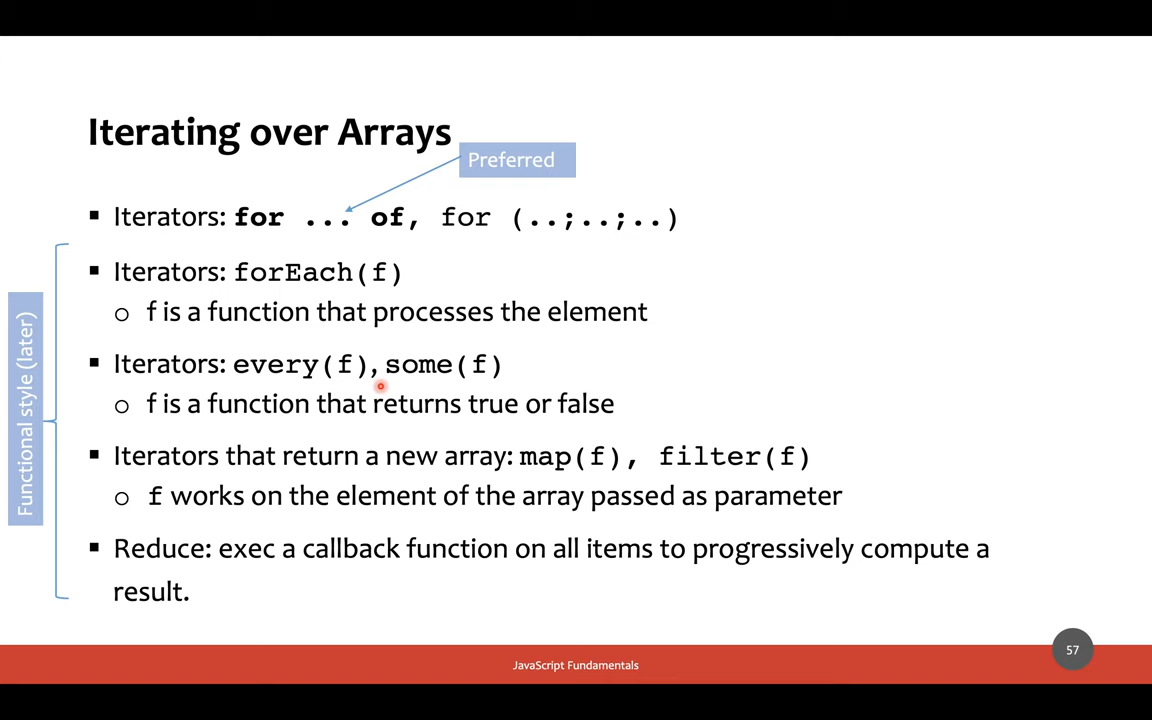 Iterating over Arrays
Preferred
▪ Iterators: for ... of, for (..;..;..)
▪ Iterators: forEach(f)
o f is a function that processes the element
▪ Iterators: every(f),some(f)
o f is a function that returns true or false
▪ Iterators that return a new array: map(f), filter(f)
o f works on the element of the array passed as parameter
▪ Reduce: exec a callback function on all items to progressively compute a
result.
Functional style (later)
JavaScript Fundamentals
57